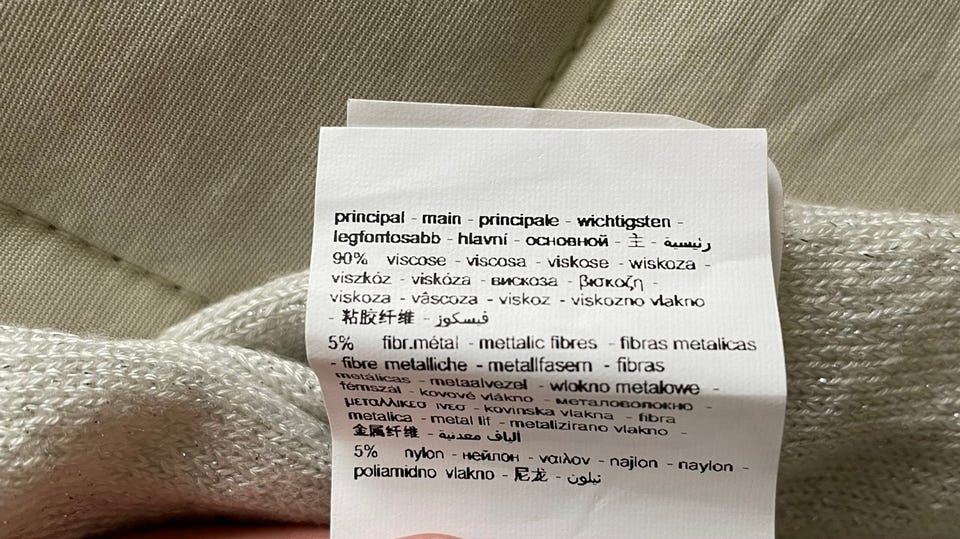 principal - main - principale - wichtigsten -
legfontosabb - hlavní - основной - 主 - رئيسية
90% viscose - viscosa - viskose - wiskoza -
viszkóz - viskóza - вискоза - βισκοζη -
viskoza - vâscoza - viskoz - viskozno vlakno
- 粘胶纤维 - فيسكوز
5% fibr.métal - mettalic fibres - fibras metalicas
- fibre metalliche - metallfasern - fibras
metálicas - metaalvezel - wlokno metalowe -
fémszál - kovové vlákno - металоволокно -
μεταλλικεσ ινεσ - kovinska vlakna - fibra
metalica - metal lif - metalizirano vlakno -
金属纤维 - الياف معدنية
5% nylon - нейлон - ναιλον - najlon - naylon -
poliamidno vlakno - 尼龙 - نيلون